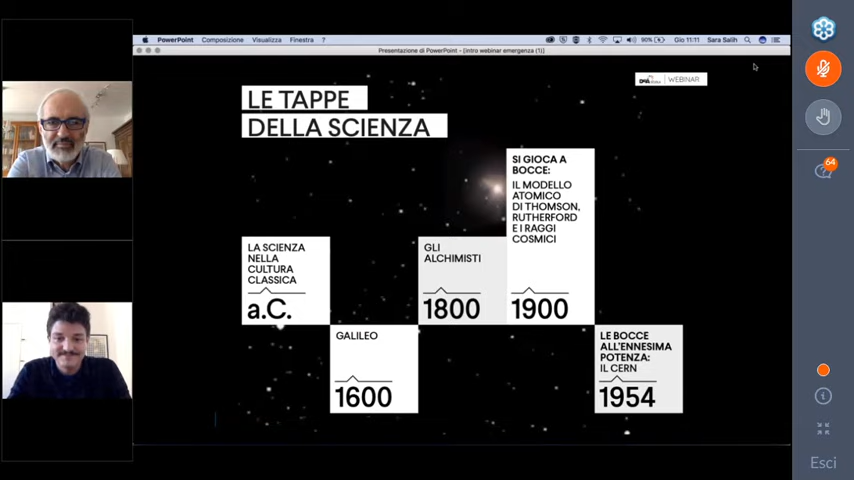 PowerPoint Composizione Visualizza Finestra ?
90% Gio 11:11 Sara Salih
Presentazione di PowerPoint - [intro webinar emergenza (1)]
WEBINAR
64
LE TAPPE
DELLA SCIENZA
LA SCIENZA
NELLA
CULTURA
CLASSICA
a.C.
GALILEO
1600
GLI
ALCHIMISTI
1800
SI GIOCA A
BOCCE:
IL MODELLO
ATOMICO
DI THOMSON,
RUTHERFORD
E I RAGGI
COSMICI
1900
LE BOCCE
ALL'ENNESIMA
POTENZA:
IL CERN
1954
Esci